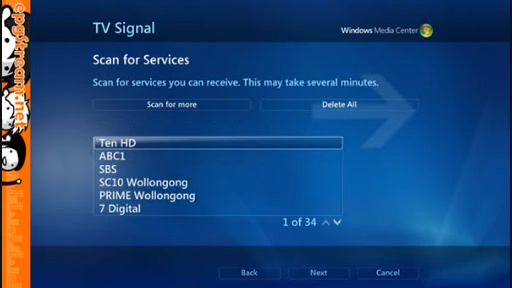 epgstream.net
TV Signal
Windows Media Center
Scan for Services
Scan for services you can receive. This may take several minutes.
Scan for more
Delete All
Ten HD
ABC1
SBS
SC10 Wollongong
PRIME Wollongong
7 Digital
1 of 34
Back
Next
Cancel